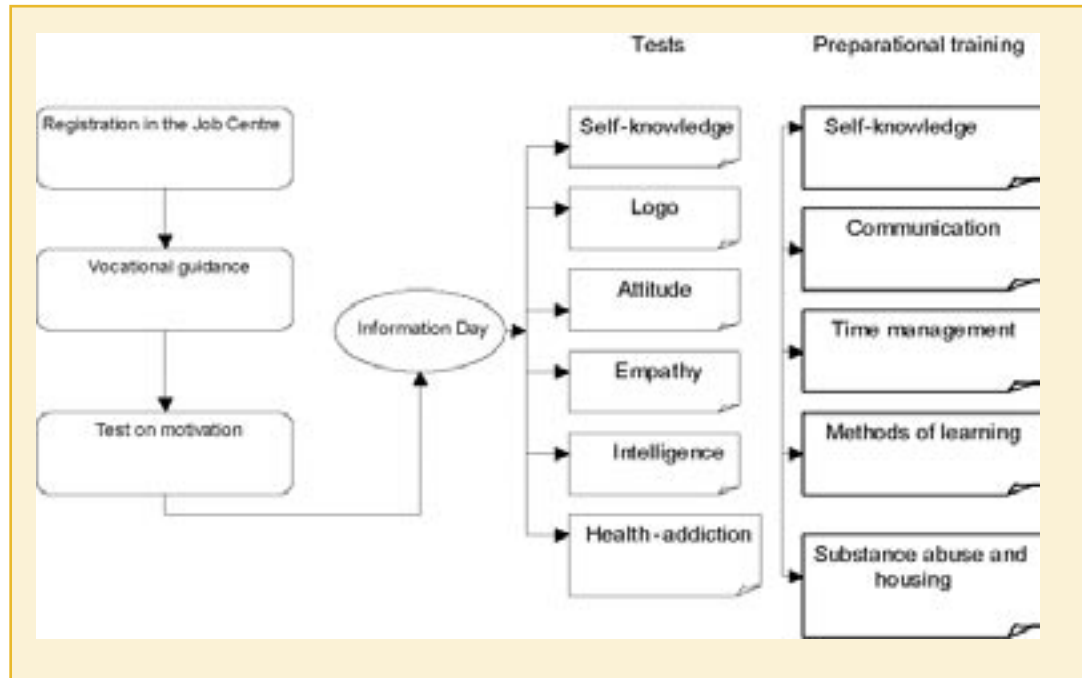 Tests
Preparational training
Registration in the Job Centre
Vocational guidance
Test on motivation
Information Day
Self-knowledge
Logo
Attitude
Empathy
Intelligence
Health-addiction
Self-knowledge
Communication
Time management
Methods of learning
Substance abuse and
housing